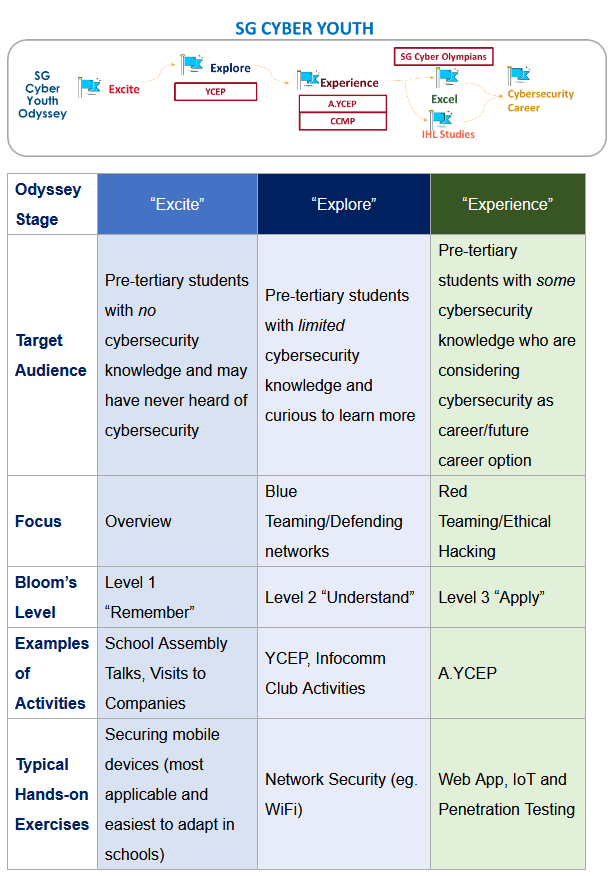 SG CYBER YOUTH
SG
Cyber
Youth
Odyssey
Excite
Explore
YCEP
Experience
A.YCEP
CCMP
SG Cyber Olympians
Excel
IHL Studies
Cybersecurity
Career
Odyssey
Stage
“Excite”
“Explore”
“Experience”
Target
Audience
Pre-tertiary students
with no
cybersecurity
knowledge and may
have never heard of
cybersecurity
Pre-tertiary students
with limited
cybersecurity
knowledge and
curious to learn more
Pre-tertiary
students with some
cybersecurity
knowledge who are
considering
cybersecurity as
career/future
career option
Focus
Overview
Blue
Teaming/Defending
networks
Red
Teaming/Ethical
Hacking
Bloom’s
Level
Level 1
“Remember”
Level 2 “Understand”
Level 3 “Apply”
Examples
of
Activities
School Assembly
Talks, Visits to
Companies
YCEP, Infocomm
Club Activities
A.YCEP
Typical
Hands-on
Exercises
Securing mobile
devices (most
applicable and
easiest to adapt in
schools)
Network Security (eg.
WiFi)
Web App, IoT and
Penetration Testing